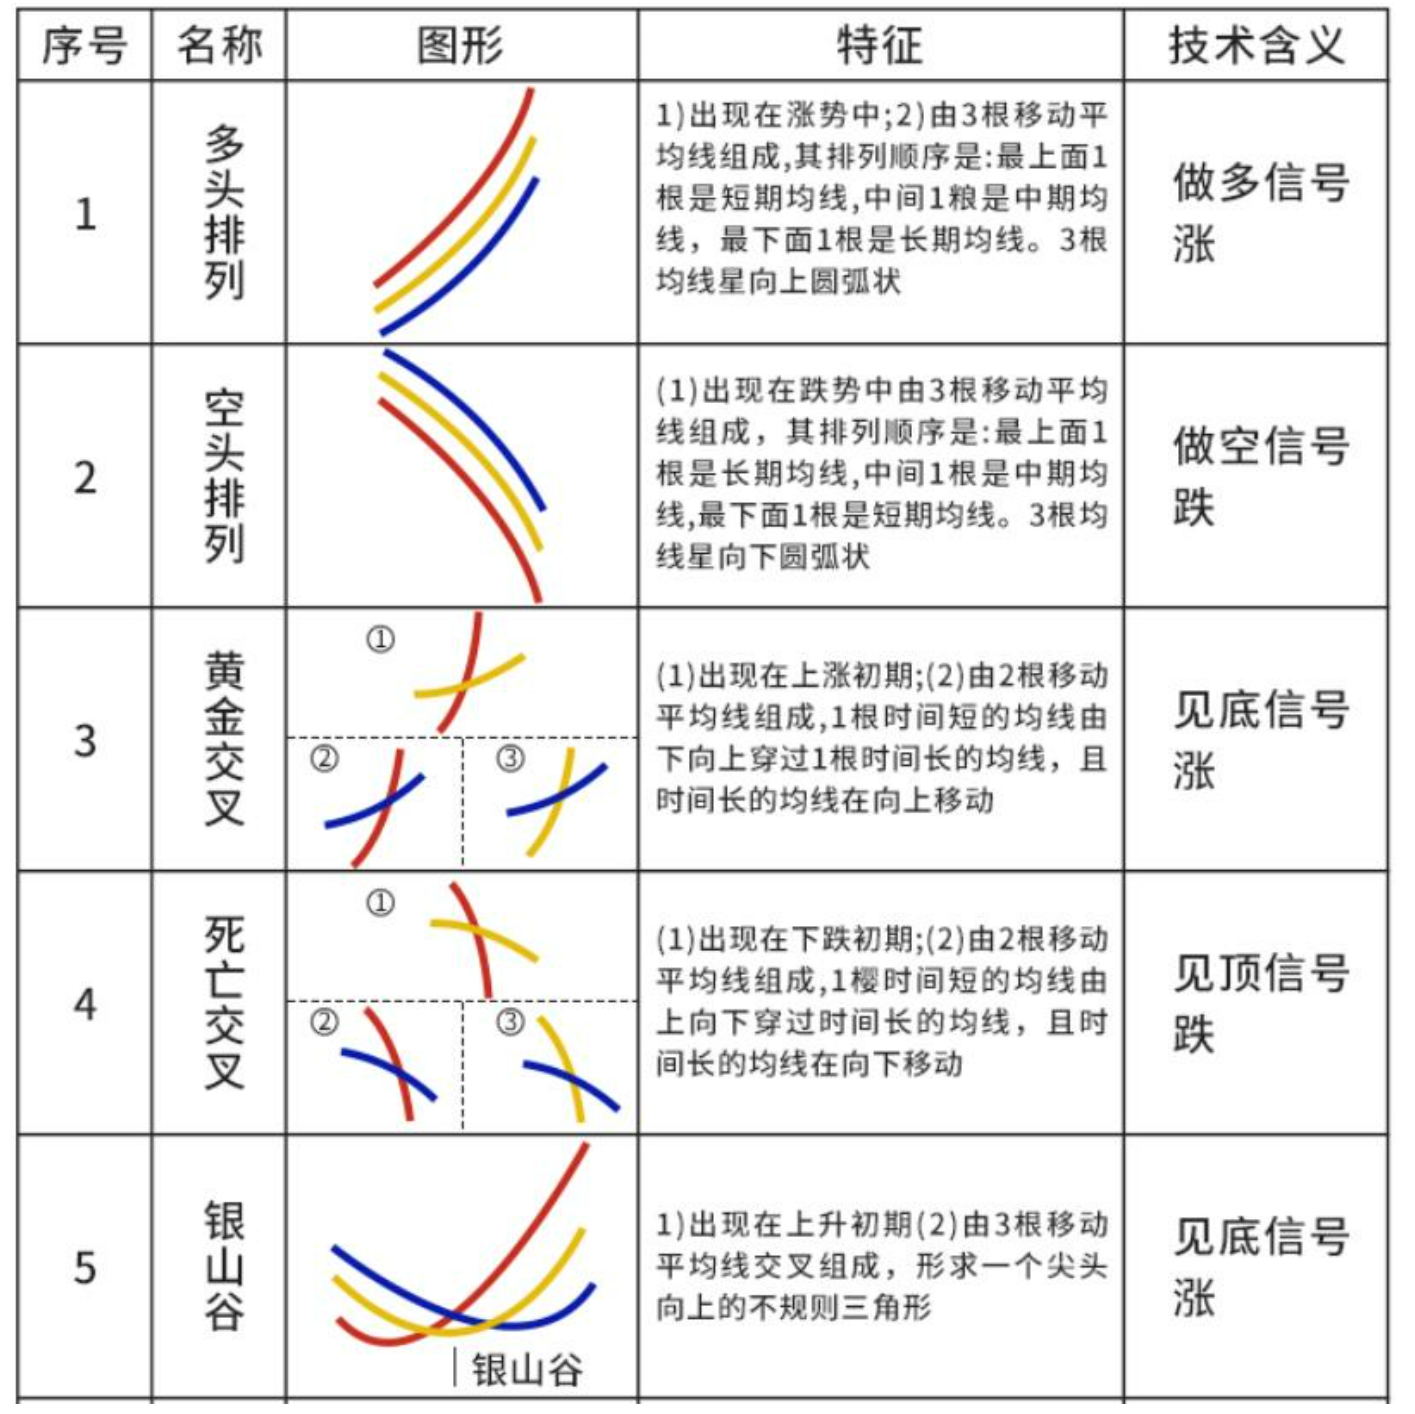 序号 名称 图形 特征 技术含义
1
多头排列
1)出现在涨势中;2)由3根移动平
均线组成,其排列顺序是:最上面1
根是短期均线,中间1粮是中期均
线，最下面1根是长期均线。3根
均线星向上圆弧状
做多信号
涨
2
空头排列
(1)出现在跌势中由3根移动平均
线组成，其排列顺序是:最上面1
根是长期均线,中间1根是中期均
线,最下面1根是短期均线。3根均
线星向下圆弧状
做空信号
跌
3
黄金交叉
①
②
③
(1)出现在上涨初期;(2)由2根移动
平均线组成,1根时间短的均线由
下向上穿过1根时间长的均线，且
时间长的均线在向上移动
见底信号
涨
4
死亡交叉
①
②
③
(1)出现在下跌初期;(2)由2根移动
平均线组成,1樱时间短的均线由
上向下穿过时间长的均线，且时
间长的均线在向下移动
见顶信号
跌
5
银山谷
银山谷
1)出现在上升初期(2)由3根移动
平均线交叉组成，形求一个尖头
向上的不规则三角形
见底信号
涨